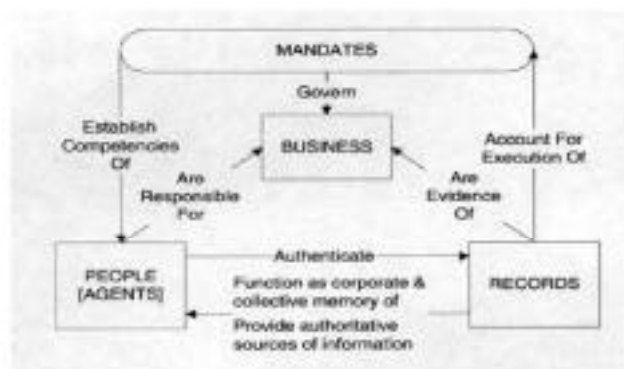 MANDATES
Govern
Establish
Competencies
Of
BUSINESS
Account For
Execution Of
Are
Responsible
For
Are
Evidence
Of
PEOPLE
[AGENTS]
Authenticate
RECORDS
Function as corporate &
collective memory of
Provide authoritative
sources of information